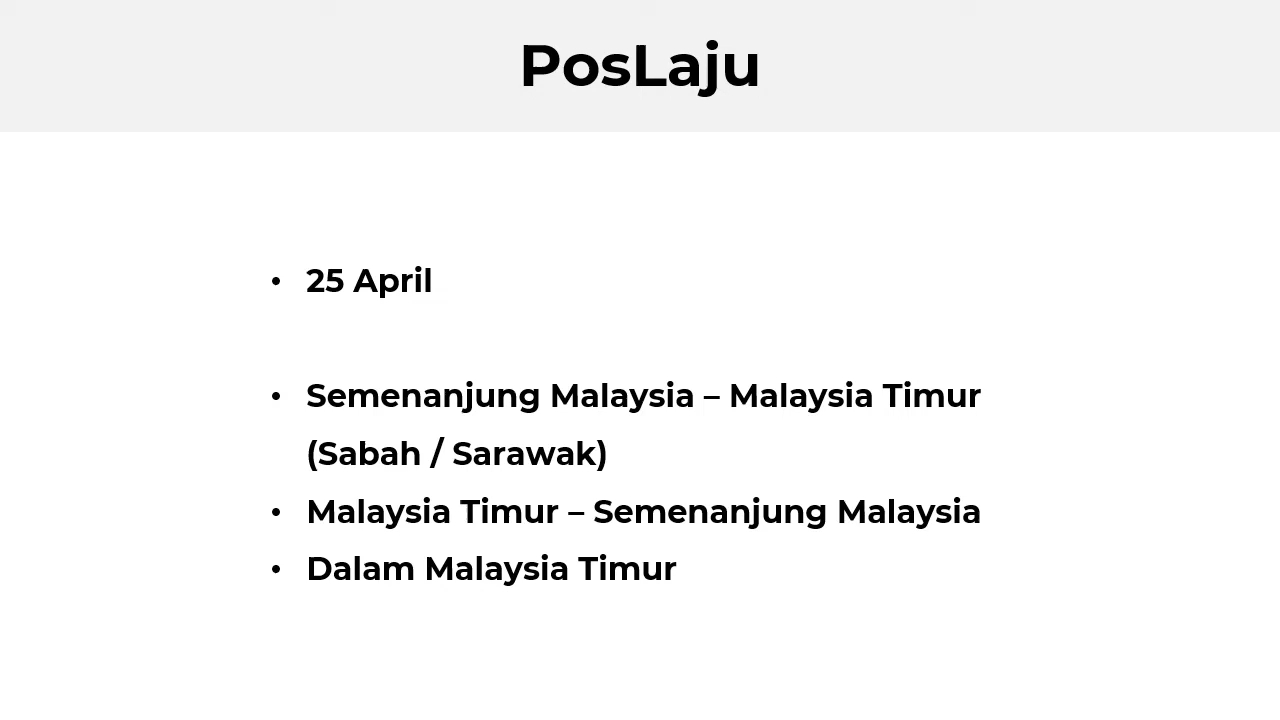 PosLaju
• 25 April
• Semenanjung Malaysia – Malaysia Timur
(Sabah / Sarawak)
• Malaysia Timur – Semenanjung Malaysia
• Dalam Malaysia Timur